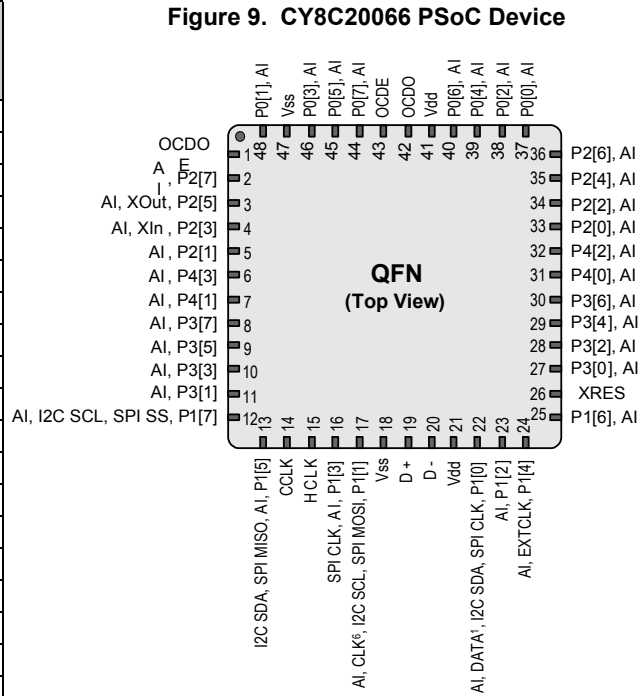 Figure 9. CY8C20066 PSoC Device
P0[1], AI
Vss
P0[3], AI
P0[5], AI
P0[7], AI
OCDE
OCDO
Vdd
P0[6], AI
P0[4], AI
P0[2], AI
P0[0], AI
48
47
46
45
44
43
42
41
40
39
38
37
OCDO
E
1
A
I
, P2[7] 2
AI, XOut, P2[5] 3
AI, XIn , P2[3] 4
AI , P2[1] 5
AI , P4[3] 6
AI , P4[1] 7
AI, P3[7] 8
AI, P3[5] 9
AI, P3[3] 10
AI, P3[1] 11
AI, I2C SCL, SPI SS, P1[7] 12
QFN
(Top View)
36 P2[6], AI
35 P2[4], AI
34 P2[2], AI
33 P2[0], AI
32 P4[2], AI
31 P4[0], AI
30 P3[6], AI
29 P3[4], AI
28 P3[2], AI
27 P3[0], AI
26 XRES
25 P1[6], AI
13
14
15
16
17
18
19
20
21
22
23
24
I2C SDA, SPI MISO, AI, P1[5]
CCLK
HCLK
SPI CLK, AI, P1[3]
AI, CLK⁶, I2C SCL, SPI MOSI, P1[1]
Vss
D +
D -
Vdd
AI, DATA¹, I2C SDA, SPI CLK, P1[0]
AI, P1[2]
AI, EXTCLK, P1[4]